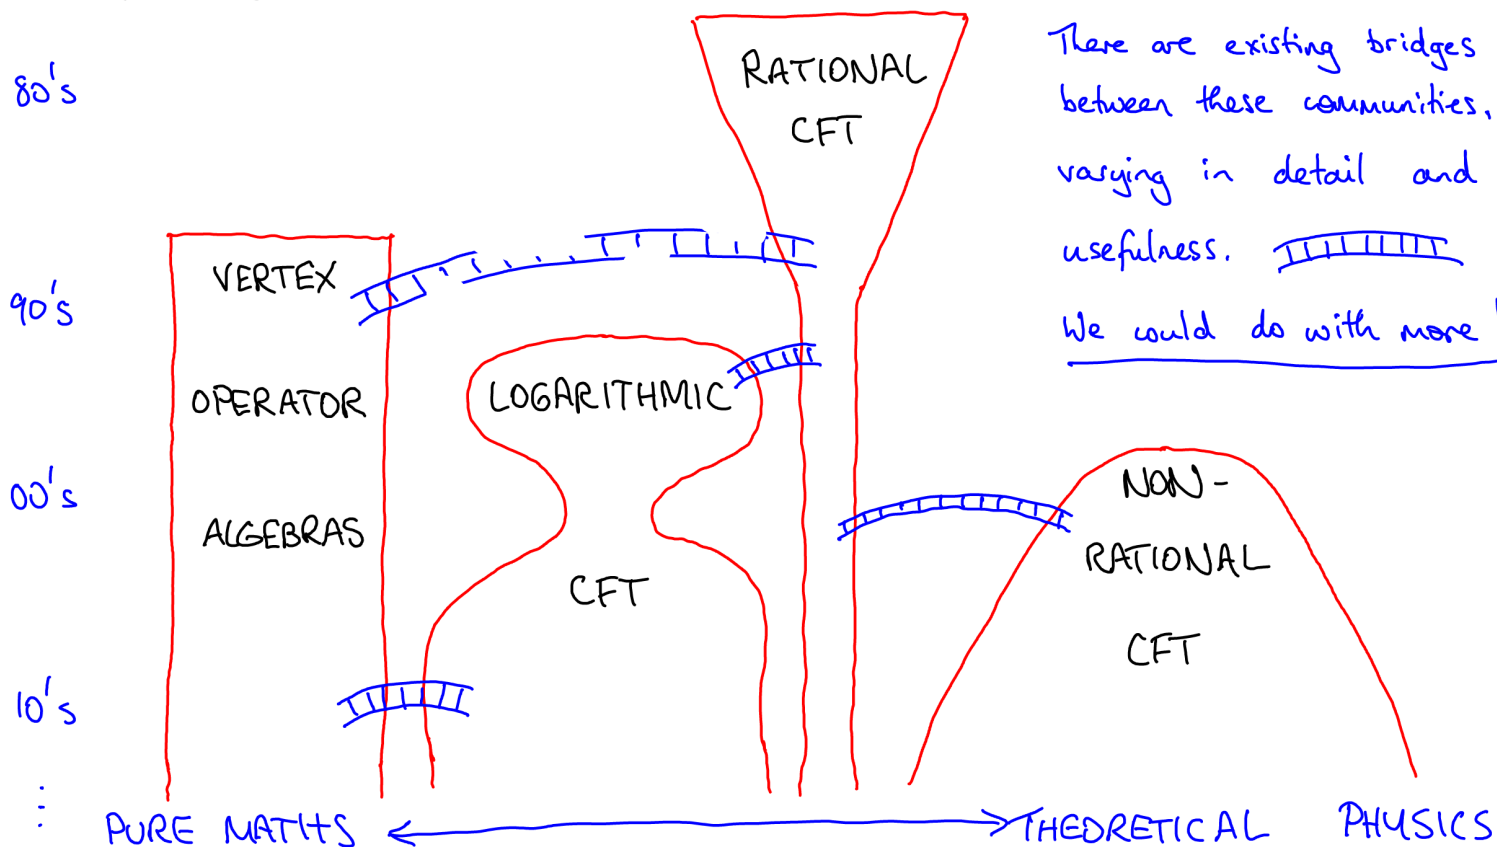 80's
90's
00's
10's
⋮
RATIONAL
CFT
There are existing bridges
between these communities,
varying in detail and
usefulness.
We could do with more!
VERTEX
OPERATOR
ALGEBRAS
LOGARITHMIC
CFT
NON-
RATIONAL
CFT
PURE MATHS
THEORETICAL PHYSICS